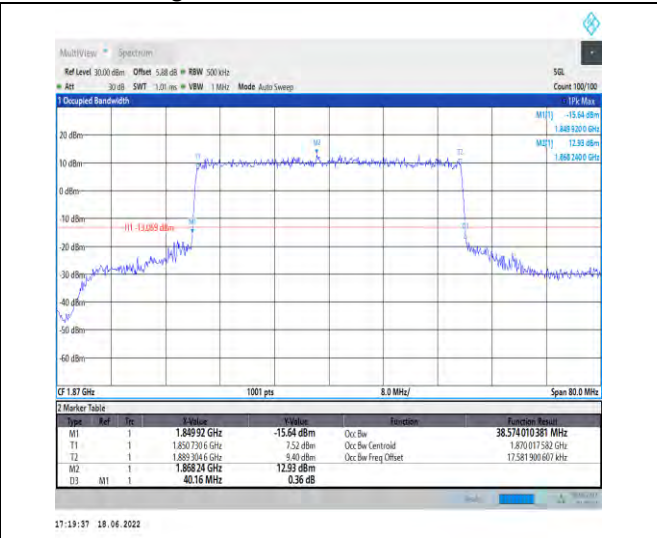 MultiView Spectrum
Ref Level 30.00 dBm Offset 5.88 dB RBW 500 kHz SGL
Att 30 dB SWT 1.01 ms VBW 1 MHz Mode Auto Sweep Count 100/100
1 Occupied Bandwidth 1Pk Max
M1[1] -15.64 dBm
1.849 920 0 GHz
20 dBm
M2[1] 12.93 dBm
1.868 240 0 GHz
M2
T1
T2
10 dBm
0 dBm
-10 dBm
M1
D3
-20 dBm
-30 dBm
-40 dBm
-50 dBm
-60 dBm
CF 1.87 GHz 1001 pts 8.0 MHz/ Span 80.0 MHz
2 Marker Table
Type Ref Trc X-Value Y-Value Function Function Result
M1 1 1.849 92 GHz -15.64 dBm Occ Bw 38.574 010 381 MHz
T1 1 1.850 730 6 GHz 7.52 dBm Occ Bw Centroid 1.870 017 582 GHz
T2 1 1.889 304 6 GHz 9.40 dBm Occ Bw Freq Offset 17.581 900 607 kHz
M2 1 1.868 24 GHz 12.93 dBm
D3 M1 1 40.16 MHz 0.36 dB
17:19:37 18.06.2022